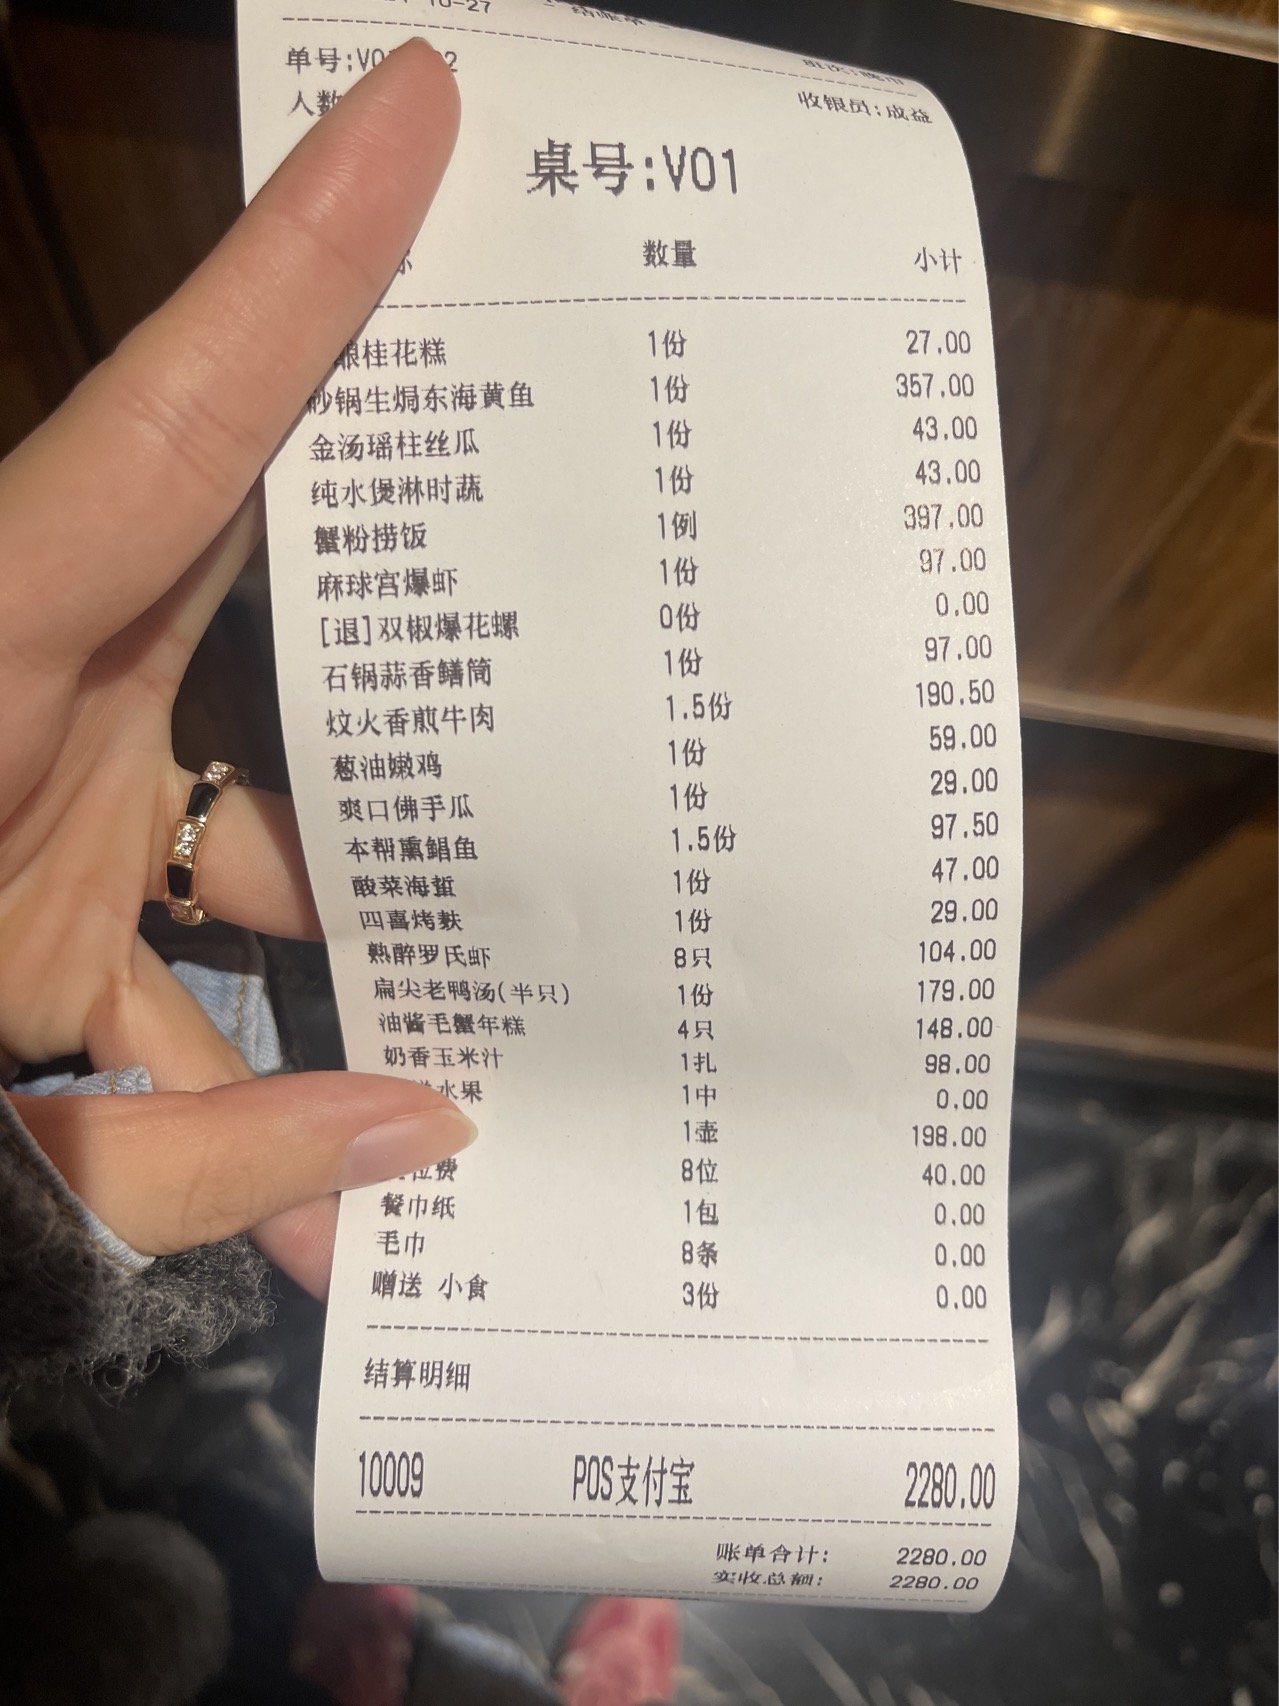 10-27
结账单
单号:V0 2
人数
收银员:成益
桌号:V01
数量 小计
酿桂花糕 1份 27.00
砂锅生焗东海黄鱼 1份 357.00
金汤瑶柱丝瓜 1份 43.00
纯水煲淋时蔬 1份 43.00
蟹粉捞饭 1例 397.00
麻球宫爆虾 1份 97.00
[退]双椒爆花螺 0份 0.00
石锅蒜香鳝筒 1份 97.00
炆火香煎牛肉 1.5份 190.50
葱油嫩鸡 1份 59.00
爽口佛手瓜 1份 29.00
本帮熏鲳鱼 1.5份 97.50
酸菜海蜇 1份 47.00
四喜烤麸 1份 29.00
熟醉罗氏虾 8只 104.00
扁尖老鸭汤(半只) 1份 179.00
油酱毛蟹年糕 4只 148.00
奶香玉米汁 1扎 98.00
水果 1中 0.00
1壶 198.00
位费 8位 40.00
餐巾纸 1包 0.00
毛巾 8条 0.00
赠送 小食 3份 0.00
结算明细
10009 POS支付宝 2280.00
账单合计: 2280.00
实收总额: 2280.00